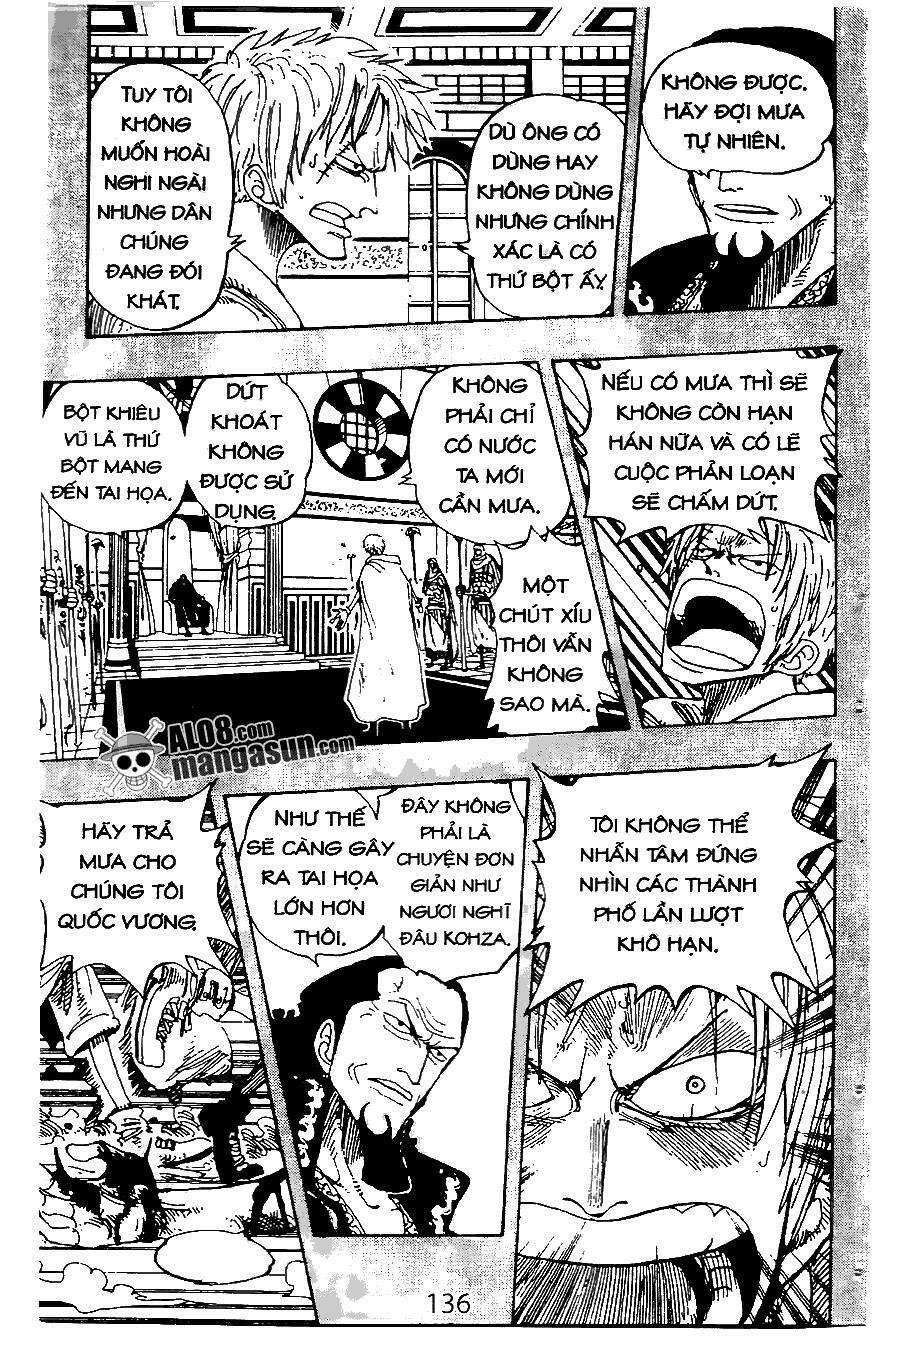 KHÔNG ĐƯỢC.
HÃY ĐỢI MƯA
TỰ NHIÊN.
DÙ ÔNG CÓ
DÙNG HAY
KHÔNG DÙNG
NHƯNG CHÍNH
XÁC LÀ CÓ
THỨ BỘT ẤY.
TUY TÔI
KHÔNG
MUỐN HOÀI
NGHI NGÀI
NHƯNG DÂN
CHÚNG
ĐANG ĐÓI
KHÁT.
NẾU CÓ MƯA THÌ SẼ
KHÔNG CÒN HẠN
HÁN NỮA VÀ CÓ LẼ
CUỘC PHẢN LOẠN
SẼ CHẤM DỨT.
KHÔNG
PHẢI CHỈ
CÓ NƯỚC
TA MỚI
CẦN MƯA.
DỨT
KHOÁT
KHÔNG
ĐƯỢC SỬ
DỤNG.
BỘT KHIÊU
VŨ LÀ THỨ
BỘT MANG
ĐẾN TAI HỌA.
MỘT
CHÚT XÍU
THÔI VẪN
KHÔNG
SAO MÀ.
AL08.com
mangasun.com
TÔI KHÔNG THỂ
NHẪN TÂM ĐỨNG
NHÌN CÁC THÀNH
PHỐ LẦN LƯỢT
KHÔ HẠN.
ĐÂY KHÔNG
PHẢI LÀ
CHUYỆN ĐƠN
GIẢN NHƯ
NGƯƠI NGHĨ
ĐÂU KOHZA.
NHƯ THẾ
SẼ CÀNG GÂY
RA TAI HỌA
LỚN HƠN
THÔI.
HÃY TRẢ
MƯA CHO
CHÚNG TÔI
QUỐC VƯƠNG.
136